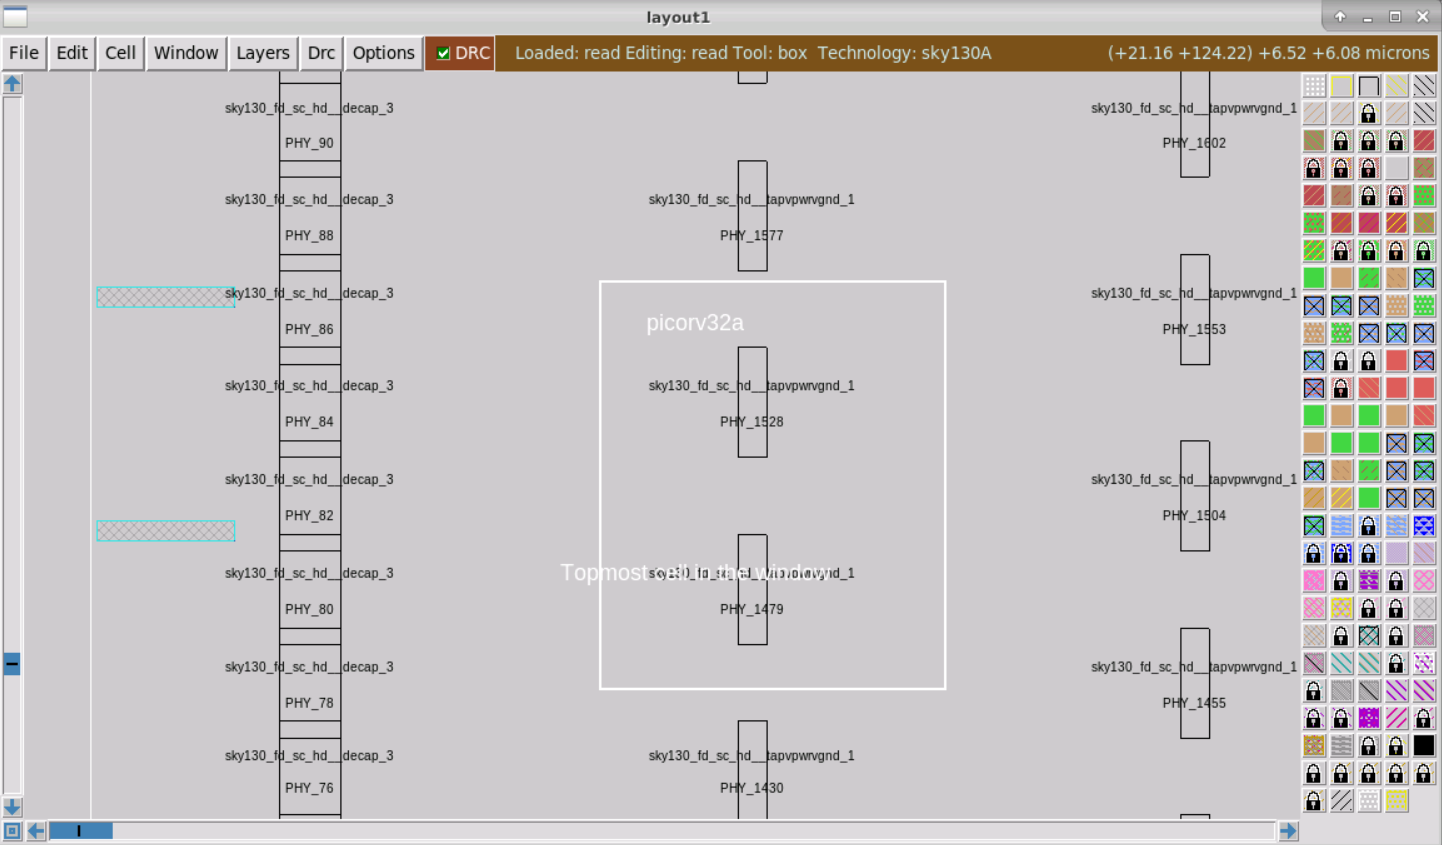 layout1
File Edit Cell Window Layers Drc Options DRC Loaded: read Editing: read Tool: box Technology: sky130A (+21.16 +124.22) +6.52 +6.08 microns
sky130_fd_sc_hd__decap_3 sky130_fd_sc_hd__tapvpwrvgnd_1
PHY_90 PHY_1602
sky130_fd_sc_hd__decap_3 sky130_fd_sc_hd__tapvpwrvgnd_1
PHY_88 PHY_1577
sky130_fd_sc_hd__decap_3 sky130_fd_sc_hd__tapvpwrvgnd_1
picorv32a
PHY_86 PHY_1553
sky130_fd_sc_hd__decap_3 sky130_fd_sc_hd__tapvpwrvgnd_1
PHY_84 PHY_1528
sky130_fd_sc_hd__decap_3 sky130_fd_sc_hd__tapvpwrvgnd_1
PHY_82 PHY_1504
Topmost cell in the window
sky130_fd_sc_hd__decap_3 sky130_fd_sc_hd__tapvpwrvgnd_1
PHY_80 PHY_1479
sky130_fd_sc_hd__decap_3 sky130_fd_sc_hd__tapvpwrvgnd_1
PHY_78 PHY_1455
sky130_fd_sc_hd__decap_3 sky130_fd_sc_hd__tapvpwrvgnd_1
PHY_76 PHY_1430